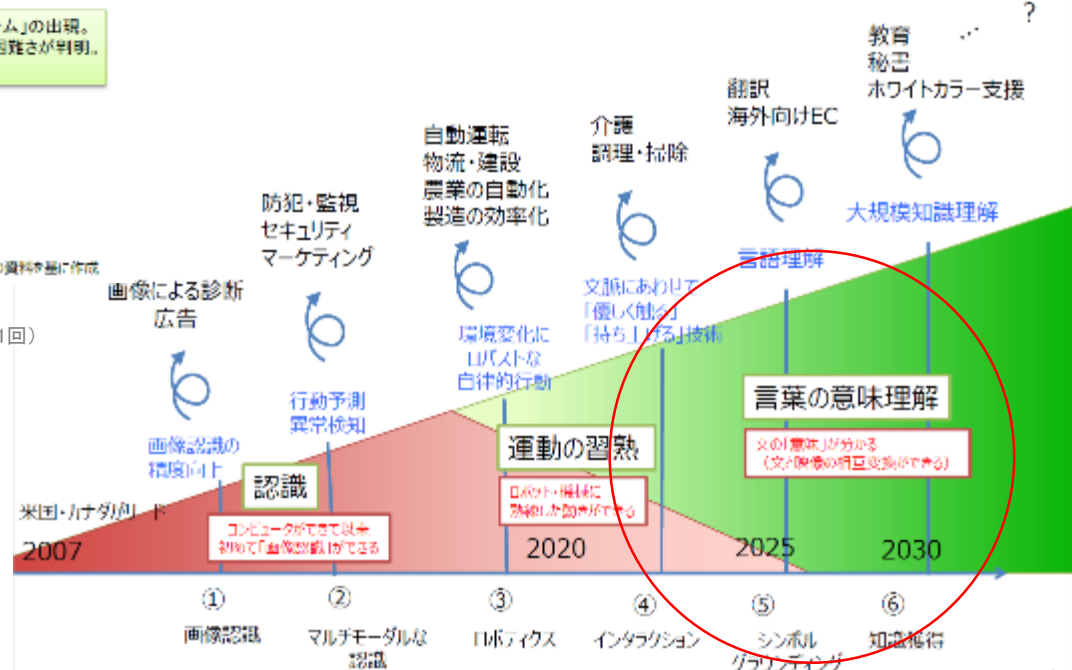 ーム」の出現。
困難さが判明..
の資料を基に作成
1回）
?
…
教育
秘書
ホワイトカラー支援
翻訳
海外向けEC
介護
調理・掃除
自動運転
物流・建設
農業の自動化
製造の効率化
防犯・監視
セキュリティ
マーケティング
画像による診断
広告
大規模知識理解
言語理解
文脈にあわせて
「優しく触る」
「持ち上げる」技術
環境変化に
ロバストな
自律的行動
行動予測
異常検知
画像認識の
精度向上
言葉の意味理解
文の「意味」が分かる
（文と映像の相互変換ができる）
運動の習熟
ロボット・機械に
熟練した動きができる
認識
コンピュータができて以来、
初めて「画像認識」ができる
米国・カナダがリード
2007
2020
2025
2030
①
②
③
④
⑤
⑥
画像認識
マルチモーダルな
認識
ロボティクス
インタラクション
シンボル
グラウンディング
知識獲得